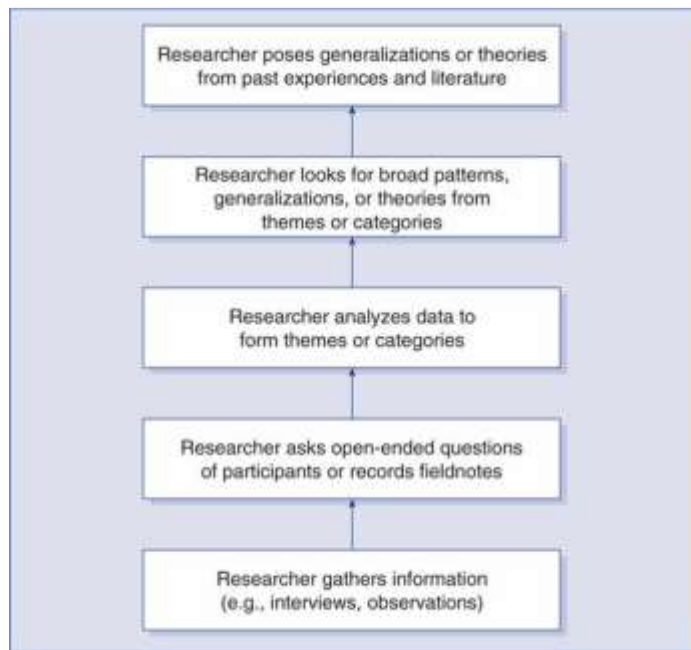 Researcher poses generalizations or theories
from past experiences and literature
Researcher looks for broad patterns,
generalizations, or theories from
themes or categories
Researcher analyzes data to
form themes or categories
Researcher asks open-ended questions
of participants or records fieldnotes
Researcher gathers information
(e.g., interviews, observations)